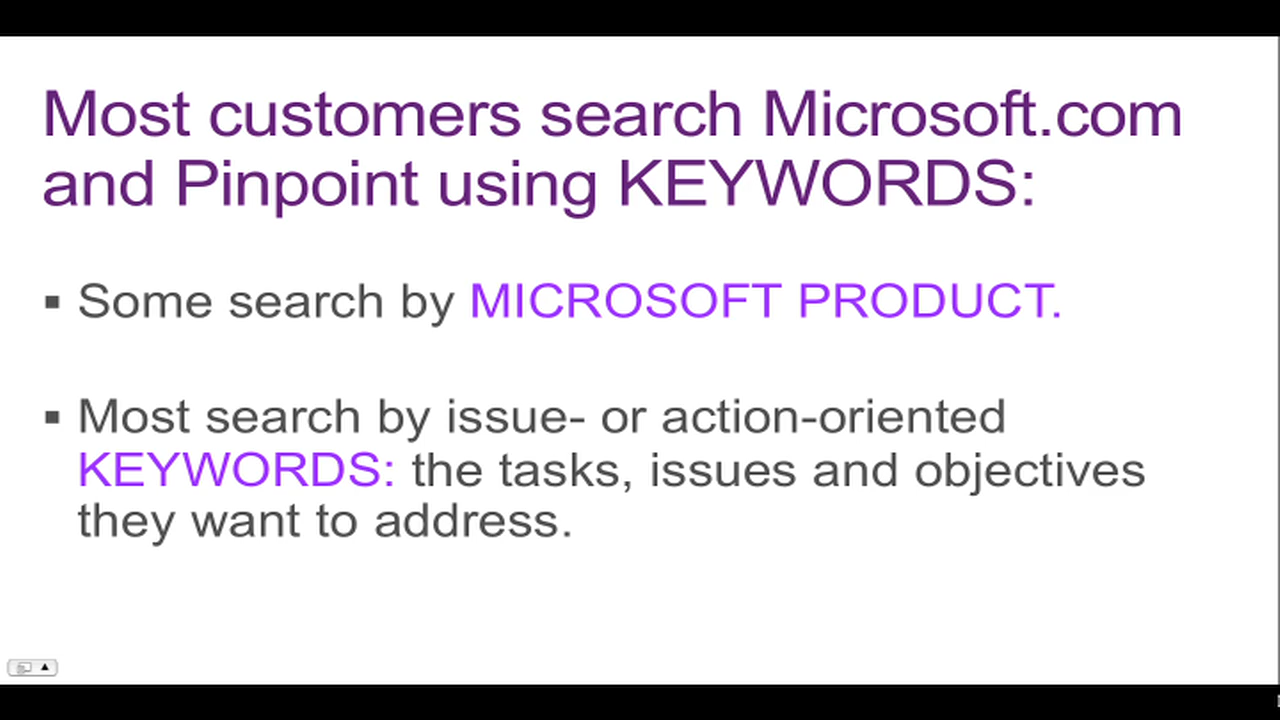 Most customers search Microsoft.com
and Pinpoint using KEYWORDS:
▪ Some search by MICROSOFT PRODUCT.
▪ Most search by issue- or action-oriented
KEYWORDS: the tasks, issues and objectives
they want to address.